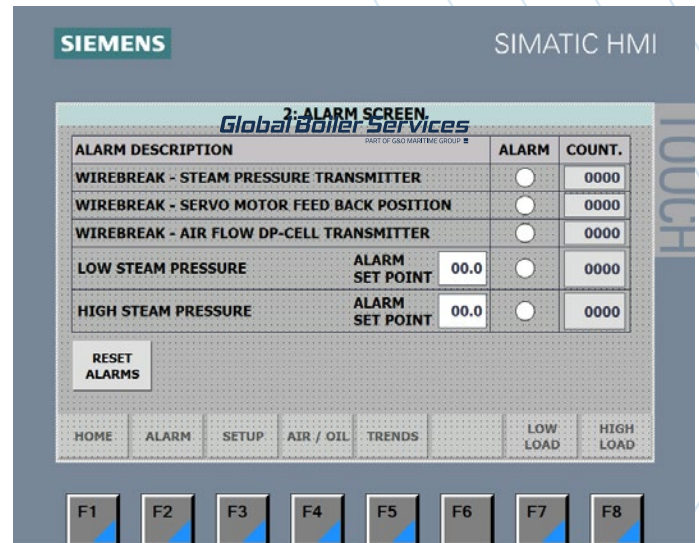 SIEMENS
SIMATIC HMI
2: ALARM SCREEN.
Global Boiler Services
PART OF G&O MARITIME GROUP
ALARM DESCRIPTION ALARM COUNT.
WIREBREAK - STEAM PRESSURE TRANSMITTER 0000
WIREBREAK - SERVO MOTOR FEED BACK POSITION 0000
WIREBREAK - AIR FLOW DP-CELL TRANSMITTER 0000
LOW STEAM PRESSURE ALARM SET POINT 00.0 0000
HIGH STEAM PRESSURE ALARM SET POINT 00.0 0000
RESET
ALARMS
HOME ALARM SETUP AIR / OIL TRENDS LOW LOAD HIGH LOAD
F1 F2 F3 F4 F5 F6 F7 F8
TOUCH